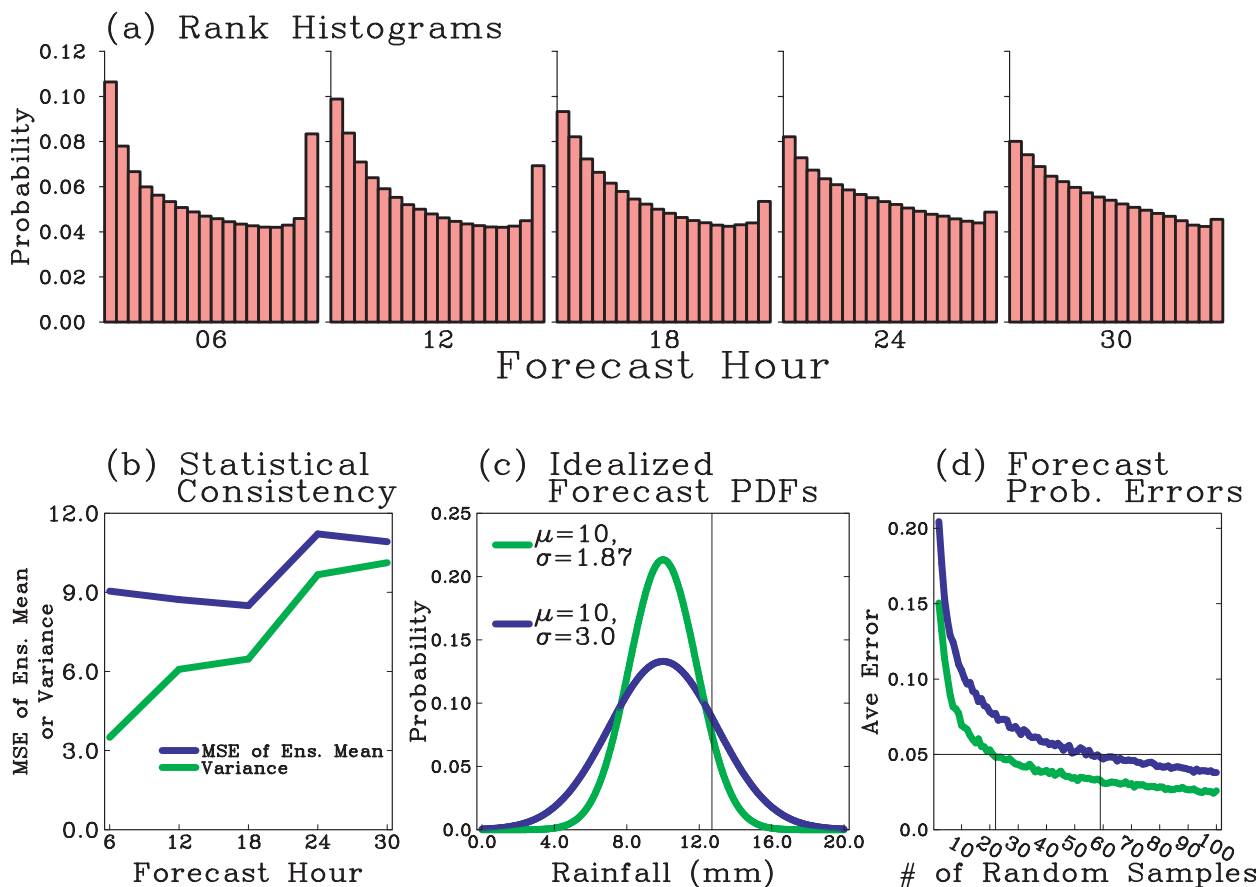 (a) Rank Histograms
Probability
0.12
0.10
0.08
0.06
0.04
0.02
0.00
06
12
18
24
30
Forecast Hour
(b) Statistical
Consistency
MSE of Ens. Mean
or Variance
12.0
9.0
6.0
3.0
0.0
MSE of Ens. Mean
Variance
6
12
18
24
30
Forecast Hour
(c) Idealized
Forecast PDFs
Probability
0.25
0.20
0.15
0.10
0.05
0.0
μ=10,
σ=1.87
μ=10,
σ=3.0
0.0
4.0
8.0
12.0
16.0
20.0
Rainfall (mm)
(d) Forecast
Prob. Errors
Ave Error
0.20
0.15
0.10
0.05
0.0
10
20
30
40
50
60
70
80
90
100
# of Random Samples